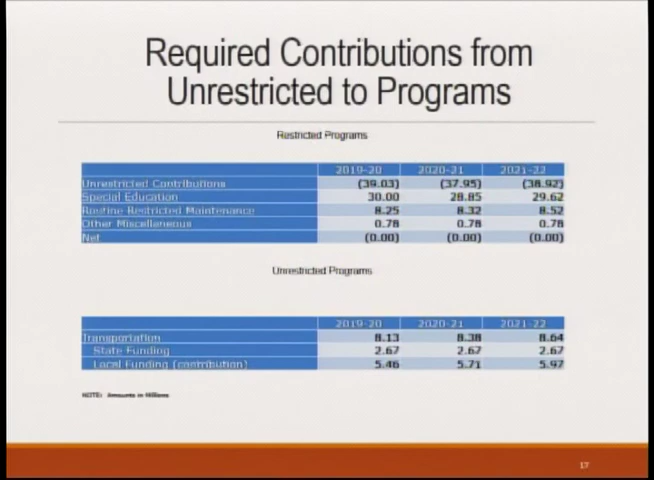 Required Contributions from
Unrestricted to Programs
Restricted Programs
2019-20 2020-21 2021-22
Unrestricted Contributions (39.03) (37.95) (38.92)
Special Education 30.00 28.85 29.62
Routine Restricted Maintenance 8.25 8.32 8.52
Other Miscellaneous 0.78 0.78 0.78
Net (0.00) (0.00) (0.00)
Unrestricted Programs
2019-20 2020-21 2021-22
Transportation 8.13 8.38 8.64
State Funding 2.67 2.67 2.67
Local Funding (contribution) 5.46 5.71 5.97
NOTE: Amounts in Millions
17